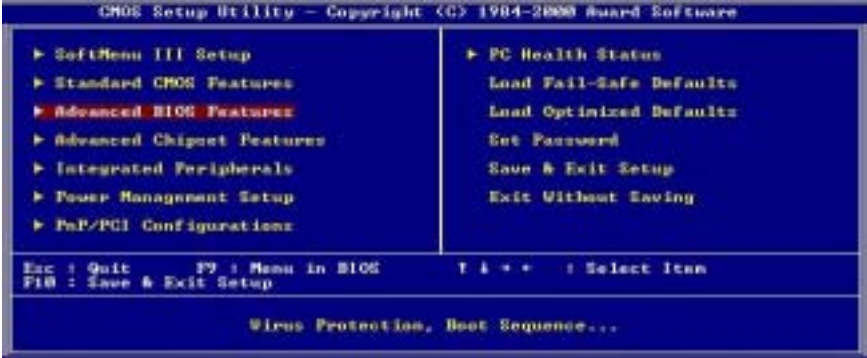 CMOS Setup Utility - Copyright (C) 1984-2000 Award Software
► SoftMenu III Setup
► Standard CMOS Features
► Advanced BIOS Features
► Advanced Chipset Features
► Integrated Peripherals
► Power Management Setup
► PnP/PCI Configurations
► PC Health Status
Load Fail-Safe Defaults
Load Optimized Defaults
Set Password
Save & Exit Setup
Exit Without Saving
Esc : Quit F9 : Menu in BIOS ↑ ↓ → ← : Select Item
F10 : Save & Exit Setup
Virus Protection, Boot Sequence...